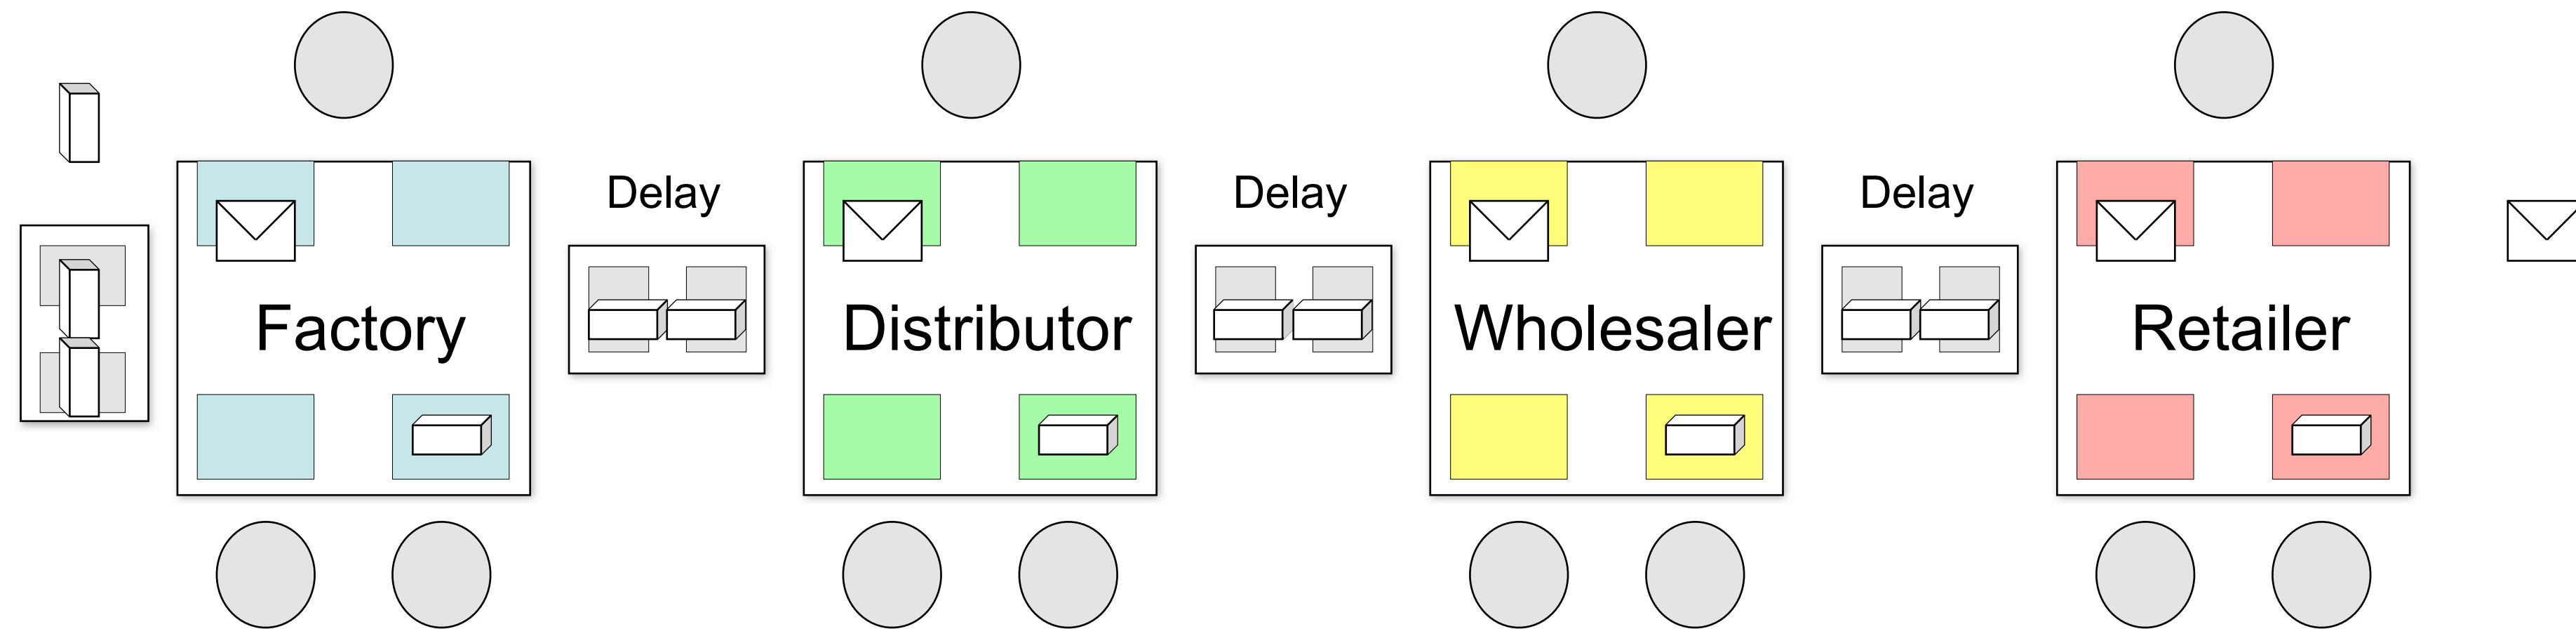 Delay
Delay
Delay
Factory
Distributor
Wholesaler
Retailer